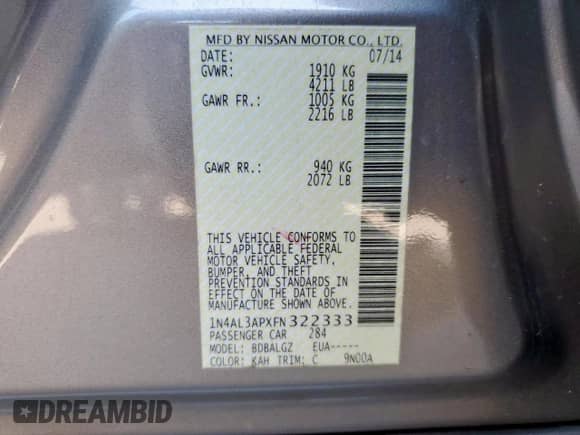 MFD BY NISSAN MOTOR CO., LTD.
DATE: 07/14
GVWR: 1910 KG
4211 LB
GAWR FR.: 1005 KG
2216 LB
GAWR RR.: 940 KG
2072 LB
THIS VEHICLE CONFORMS TO
ALL APPLICABLE FEDERAL
MOTOR VEHICLE SAFETY,
BUMPER, AND THEFT
PREVENTION STANDARDS IN
EFFECT ON THE DATE OF
MANUFACTURE SHOWN ABOVE.
1N4AL3APXFN322333
PASSENGER CAR 284
MODEL: BDBALGZ EUA-----
COLOR: KAH TRIM: C 9N00A
DREAMBID